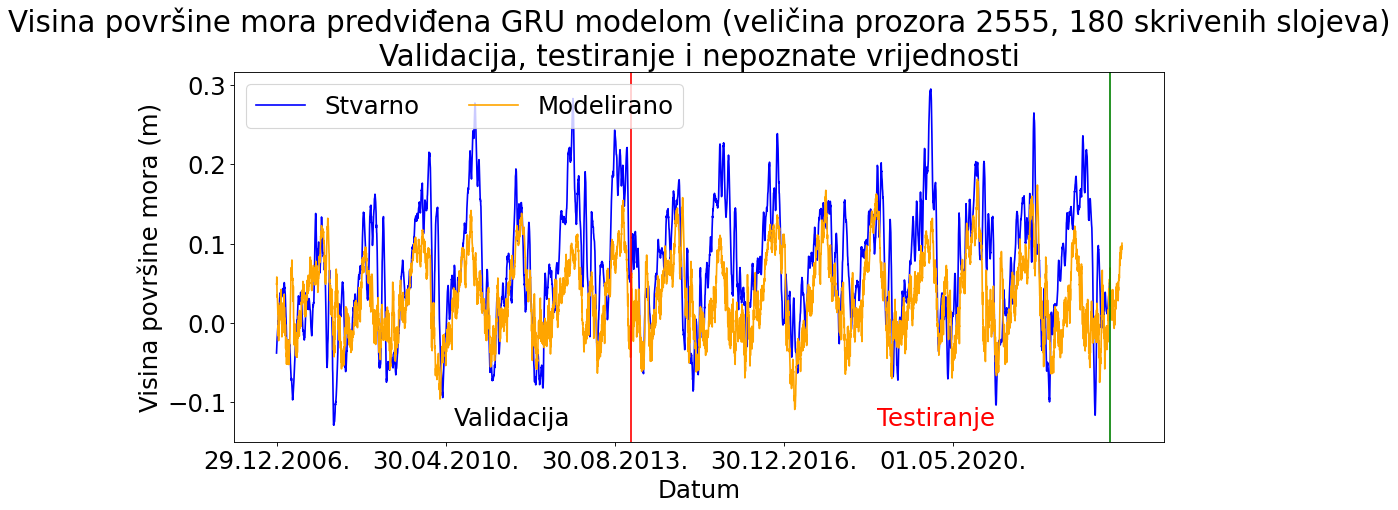 Visina površine mora predviđena GRU modelom (veličina prozora 2555, 180 skrivenih slojeva)
Validacija, testiranje i nepoznate vrijednosti
Visina površine mora (m)
0.3
0.2
0.1
0.0
−0.1
Stvarno
Modelirano
Validacija
Testiranje
29.12.2006.
30.04.2010.
30.08.2013.
30.12.2016.
01.05.2020.
Datum